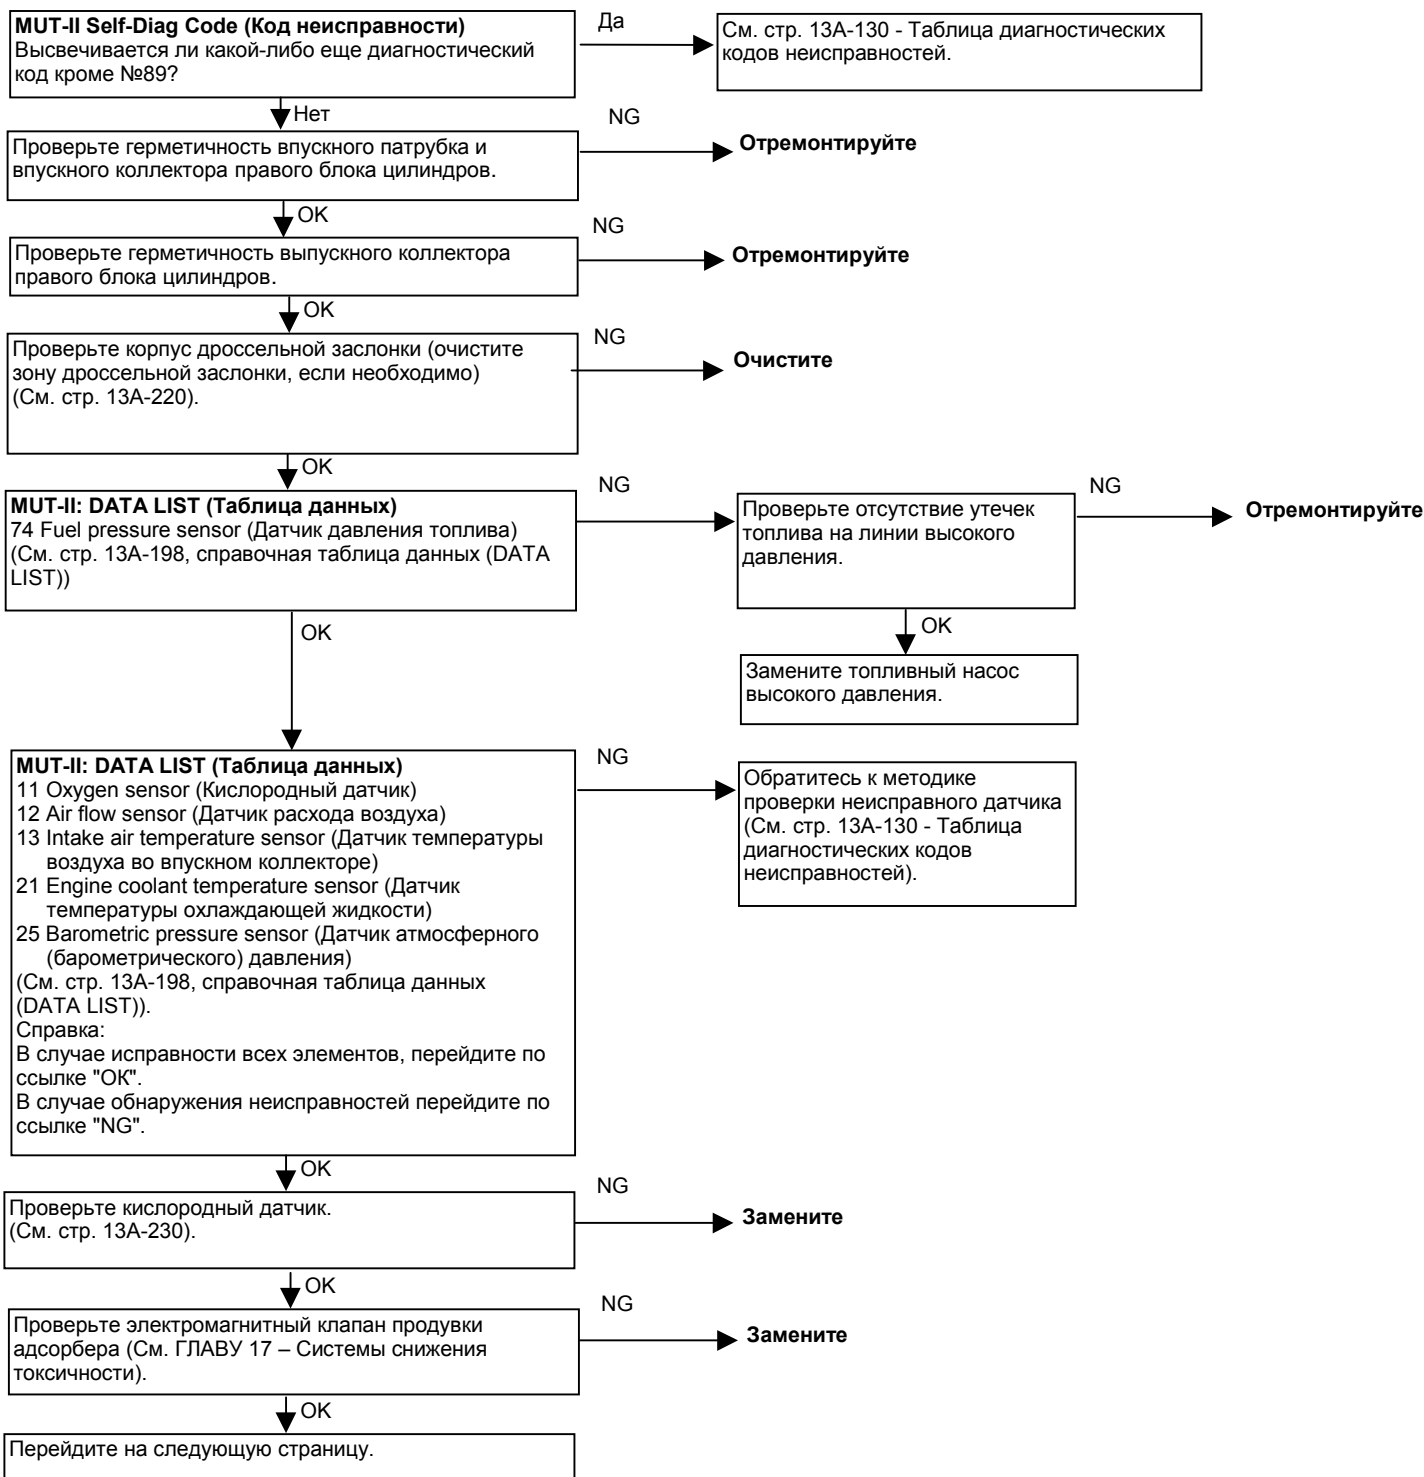 MUT-II Self-Diag Code (Код неисправности)
Высвечивается ли какой-либо еще диагностический
код кроме №89?
Да
См. стр. 13A-130 - Таблица диагностических
кодов неисправностей.
Нет
Проверьте герметичность впускного патрубка и
впускного коллектора правого блока цилиндров.
NG
Отремонтируйте
OK
Проверьте герметичность выпускного коллектора
правого блока цилиндров.
NG
Отремонтируйте
OK
Проверьте корпус дроссельной заслонки (очистите
зону дроссельной заслонки, если необходимо)
(См. стр. 13A-220).
NG
Очистите
OK
MUT-II: DATA LIST (Таблица данных)
74 Fuel pressure sensor (Датчик давления топлива)
(См. стр. 13A-198, справочная таблица данных (DATA
LIST))
NG
Проверьте отсутствие утечек
топлива на линии высокого
давления.
NG
Отремонтируйте
OK
Замените топливный насос
высокого давления.
OK
MUT-II: DATA LIST (Таблица данных)
11 Oxygen sensor (Кислородный датчик)
12 Air flow sensor (Датчик расхода воздуха)
13 Intake air temperature sensor (Датчик температуры
воздуха во впускном коллекторе)
21 Engine coolant temperature sensor (Датчик
температуры охлаждающей жидкости)
25 Barometric pressure sensor (Датчик атмосферного
(барометрического) давления)
(См. стр. 13A-198, справочная таблица данных
(DATA LIST)).
Справка:
В случае исправности всех элементов, перейдите по
ссылке "ОК".
В случае обнаружения неисправностей перейдите по
ссылке "NG".
NG
Обратитесь к методике
проверки неисправного датчика
(См. стр. 13A-130 - Таблица
диагностических кодов
неисправностей).
OK
Проверьте кислородный датчик.
(См. стр. 13A-230).
NG
Замените
OK
Проверьте электромагнитный клапан продувки
адсорбера (См. ГЛАВУ 17 – Системы снижения
токсичности).
NG
Замените
OK
Перейдите на следующую страницу.